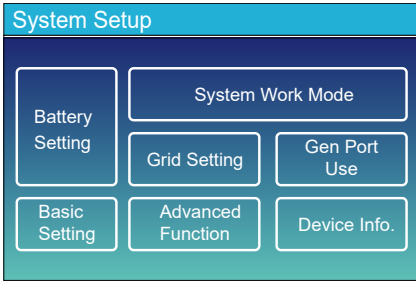 System Setup
Battery
Setting
System Work Mode
Grid Setting
Gen Port
Use
Basic
Setting
Advanced
Function
Device Info.